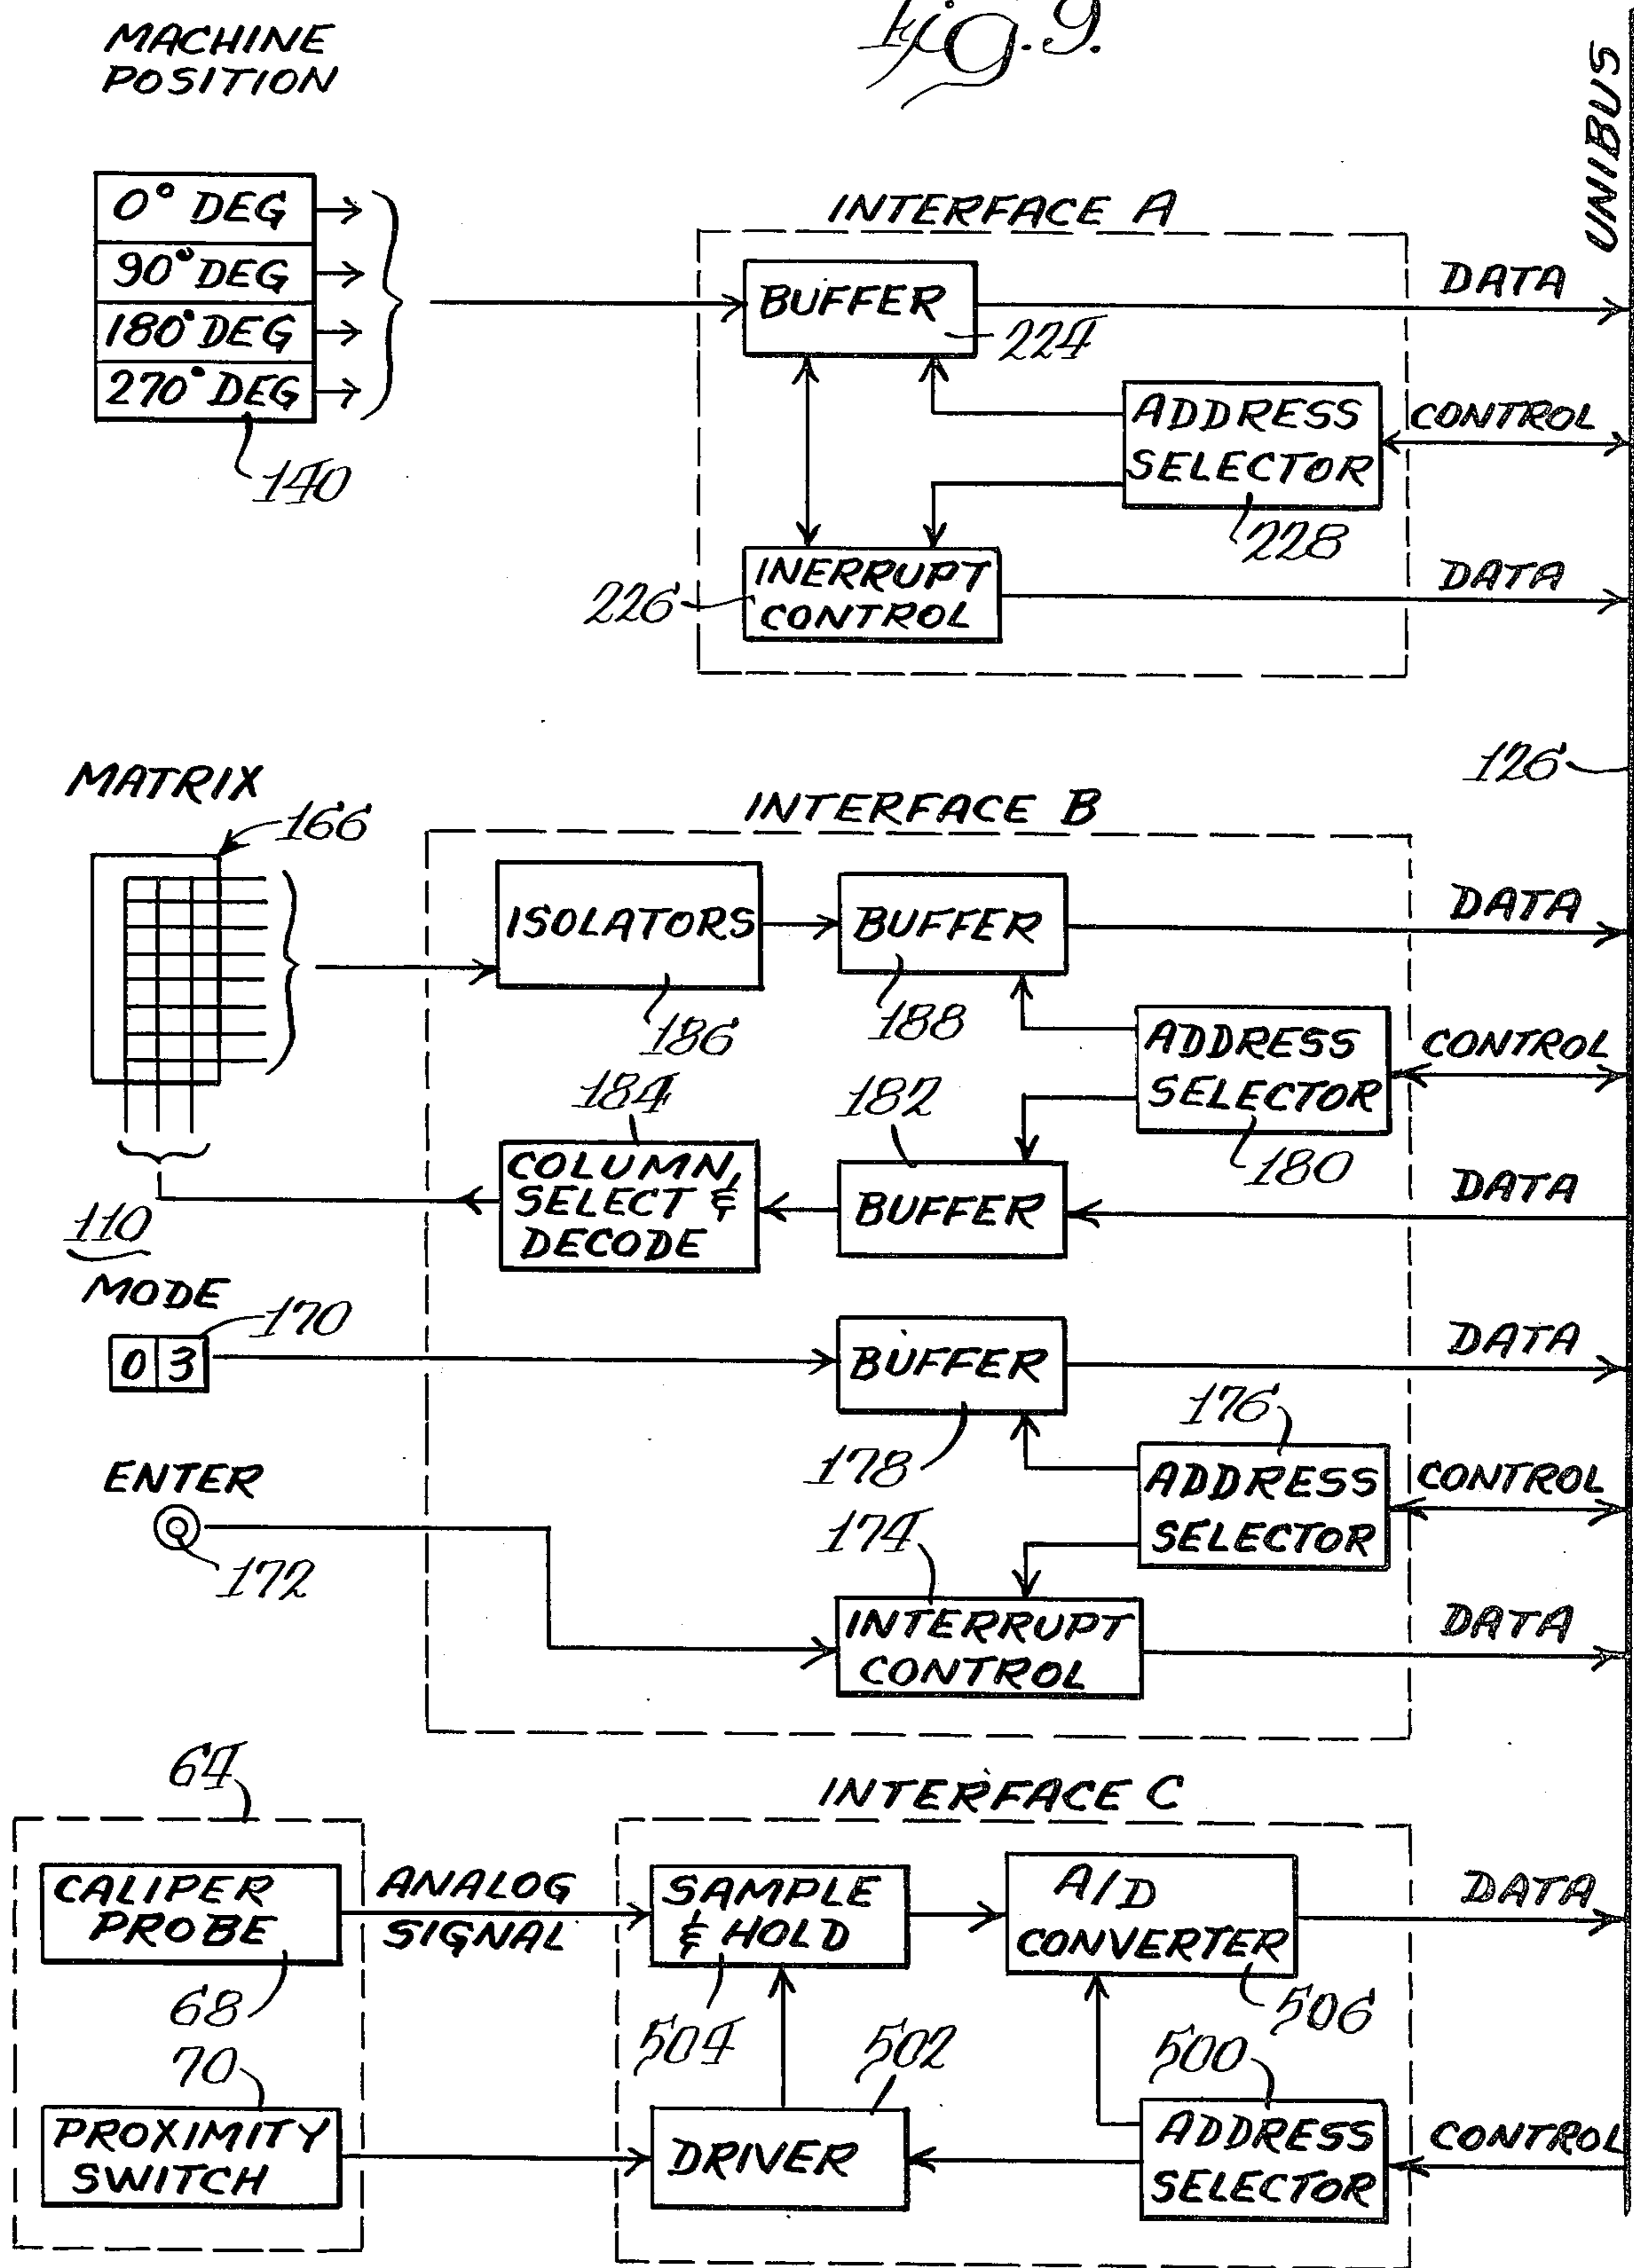 Fig. 9.
MACHINE
POSITION
UNIBUS
0° DEG
90° DEG
180° DEG
270° DEG
140
INTERFACE A
BUFFER
224
DATA
ADDRESS
SELECTOR
228
CONTROL
INERRUPT
CONTROL
226
DATA
126
MATRIX
166
INTERFACE B
ISOLATORS
186
BUFFER
188
DATA
ADDRESS
SELECTOR
180
CONTROL
184
COLUMN,
SELECT &
DECODE
182
BUFFER
DATA
110
MODE
170
0 3
BUFFER
178
DATA
176
ADDRESS
SELECTOR
CONTROL
ENTER
172
174
INTERRUPT
CONTROL
DATA
64
INTERFACE C
CALIPER
PROBE
68
ANALOG
SIGNAL
SAMPLE
& HOLD
504
A/D
CONVERTER
506
DATA
70
PROXIMITY
SWITCH
502
DRIVER
500
ADDRESS
SELECTOR
CONTROL